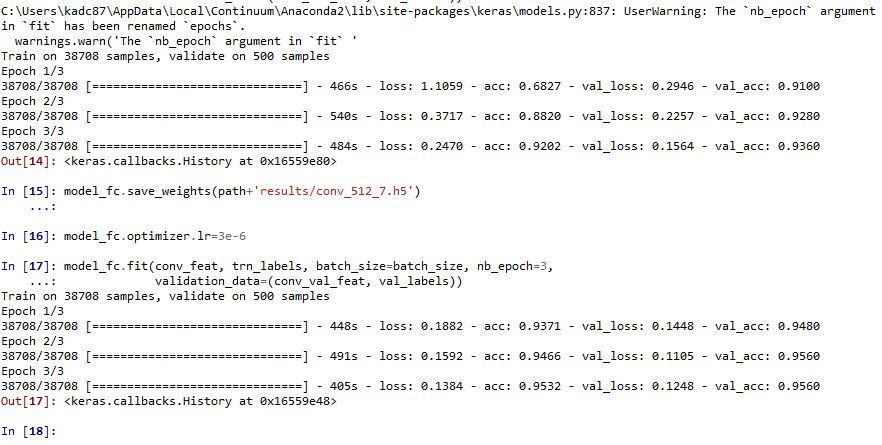 C:\Users\kadc87\AppData\Local\Continuum\Anaconda2\lib\site-packages\keras\models.py:837: UserWarning: The `nb_epoch` argument
in `fit` has been renamed `epochs`.
  warnings.warn('The `nb_epoch` argument in `fit` '
Train on 38708 samples, validate on 500 samples
Epoch 1/3
38708/38708 [==============================] - 466s - loss: 1.1059 - acc: 0.6827 - val_loss: 0.2946 - val_acc: 0.9100
Epoch 2/3
38708/38708 [==============================] - 540s - loss: 0.3717 - acc: 0.8820 - val_loss: 0.2257 - val_acc: 0.9280
Epoch 3/3
38708/38708 [==============================] - 484s - loss: 0.2470 - acc: 0.9202 - val_loss: 0.1564 - val_acc: 0.9360
Out[14]: <keras.callbacks.History at 0x16559e80>
In [15]: model_fc.save_weights(path+'results/conv_512_7.h5')
    ...:
In [16]: model_fc.optimizer.lr=3e-6
In [17]: model_fc.fit(conv_feat, trn_labels, batch_size=batch_size, nb_epoch=3,
    ...:              validation_data=(conv_val_feat, val_labels))
Train on 38708 samples, validate on 500 samples
Epoch 1/3
38708/38708 [==============================] - 448s - loss: 0.1882 - acc: 0.9371 - val_loss: 0.1448 - val_acc: 0.9480
Epoch 2/3
38708/38708 [==============================] - 491s - loss: 0.1592 - acc: 0.9466 - val_loss: 0.1105 - val_acc: 0.9560
Epoch 3/3
38708/38708 [==============================] - 405s - loss: 0.1384 - acc: 0.9532 - val_loss: 0.1248 - val_acc: 0.9560
Out[17]: <keras.callbacks.History at 0x16559e48>
In [18]: